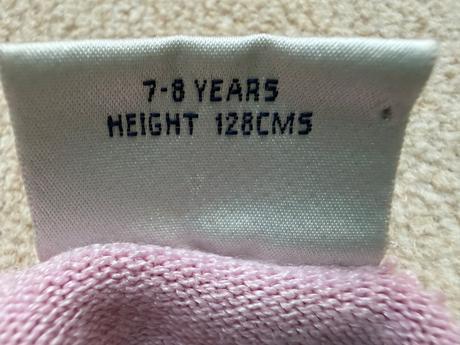 7-8 YEARS
HEIGHT 128CMS